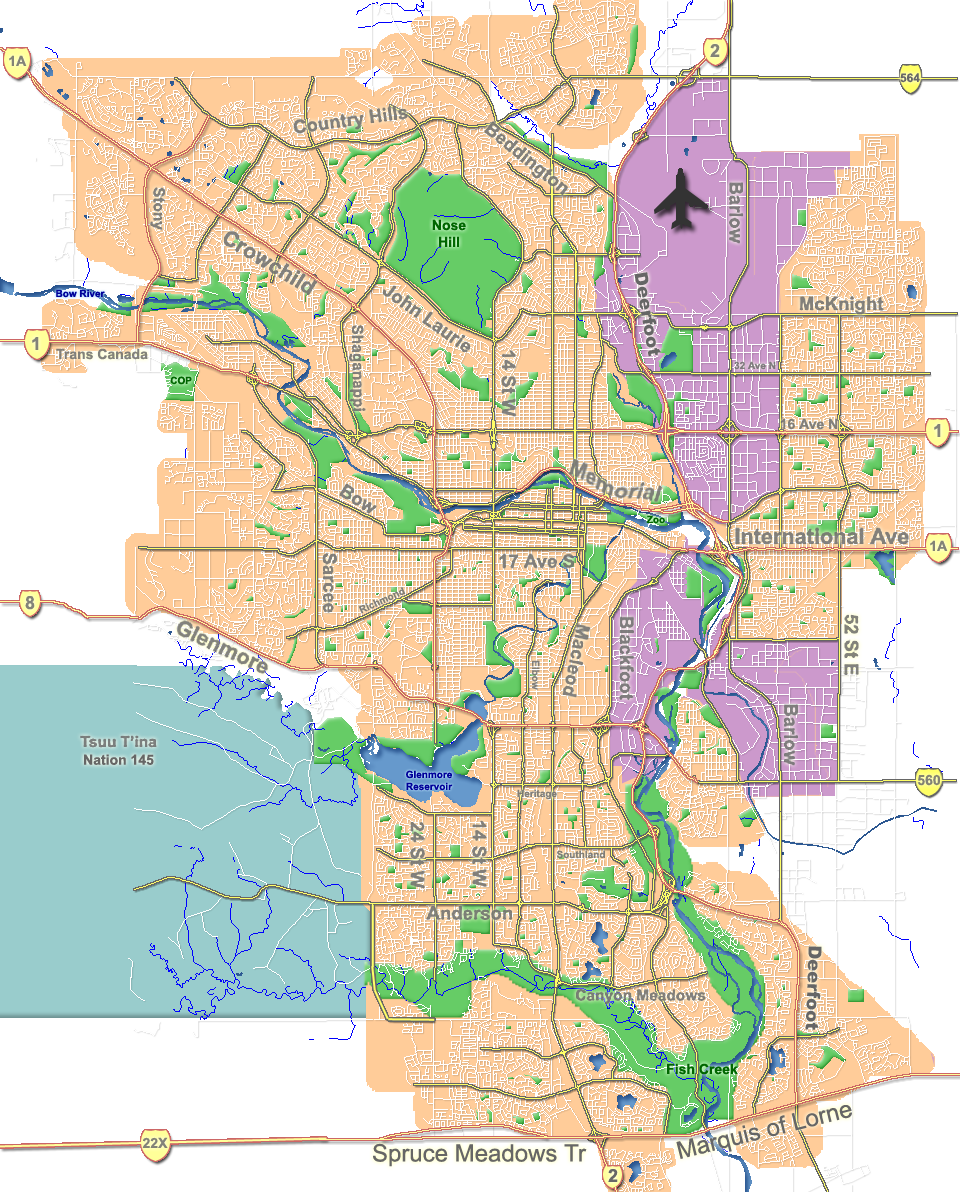 2
1A
564
Country Hills
Beddington
Stony
Barlow
Nose
Hill
Crowchild
Deerfoot
Bow River
John Laurie
McKnight
Shaganappi
1
Trans Canada
14 St W
32 Ave N
COP
16 Ave N
1
Memorial
Bow
Zoo
International Ave
1A
17 Ave S
Sarcee
Richmond
8
Glenmore
Macleod
Blackfoot
52 St E
Elbow
Barlow
Tsuu T'ina
Nation 145
Glenmore
Reservoir
560
Heritage
24 St W
14 St W
Southland
Anderson
Deerfoot
Canyon Meadows
Fish Creek
Marquis of Lorne
22X
Spruce Meadows Tr
2